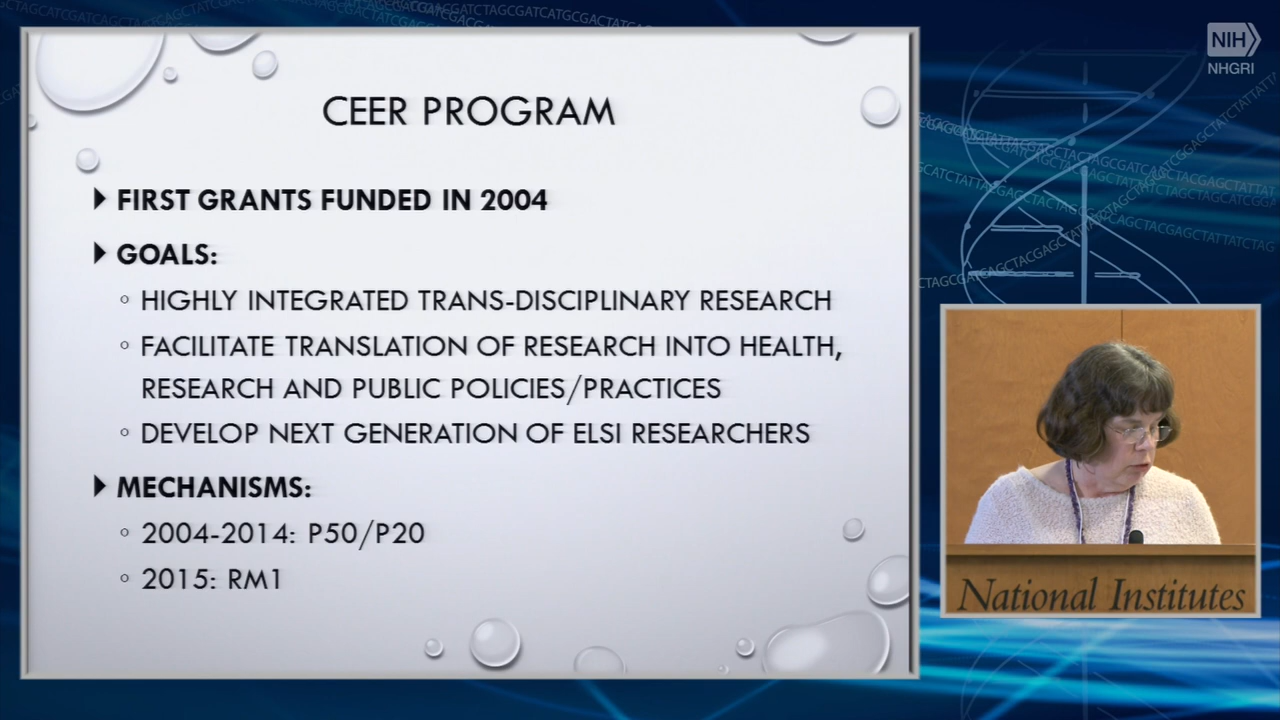 NIH
NHGRI
CEER PROGRAM
FIRST GRANTS FUNDED IN 2004
GOALS:
HIGHLY INTEGRATED TRANS-DISCIPLINARY RESEARCH
FACILITATE TRANSLATION OF RESEARCH INTO HEALTH,
RESEARCH AND PUBLIC POLICIES/PRACTICES
DEVELOP NEXT GENERATION OF ELSI RESEARCHERS
MECHANISMS:
2004-2014: P50/P20
2015: RM1
National Institutes